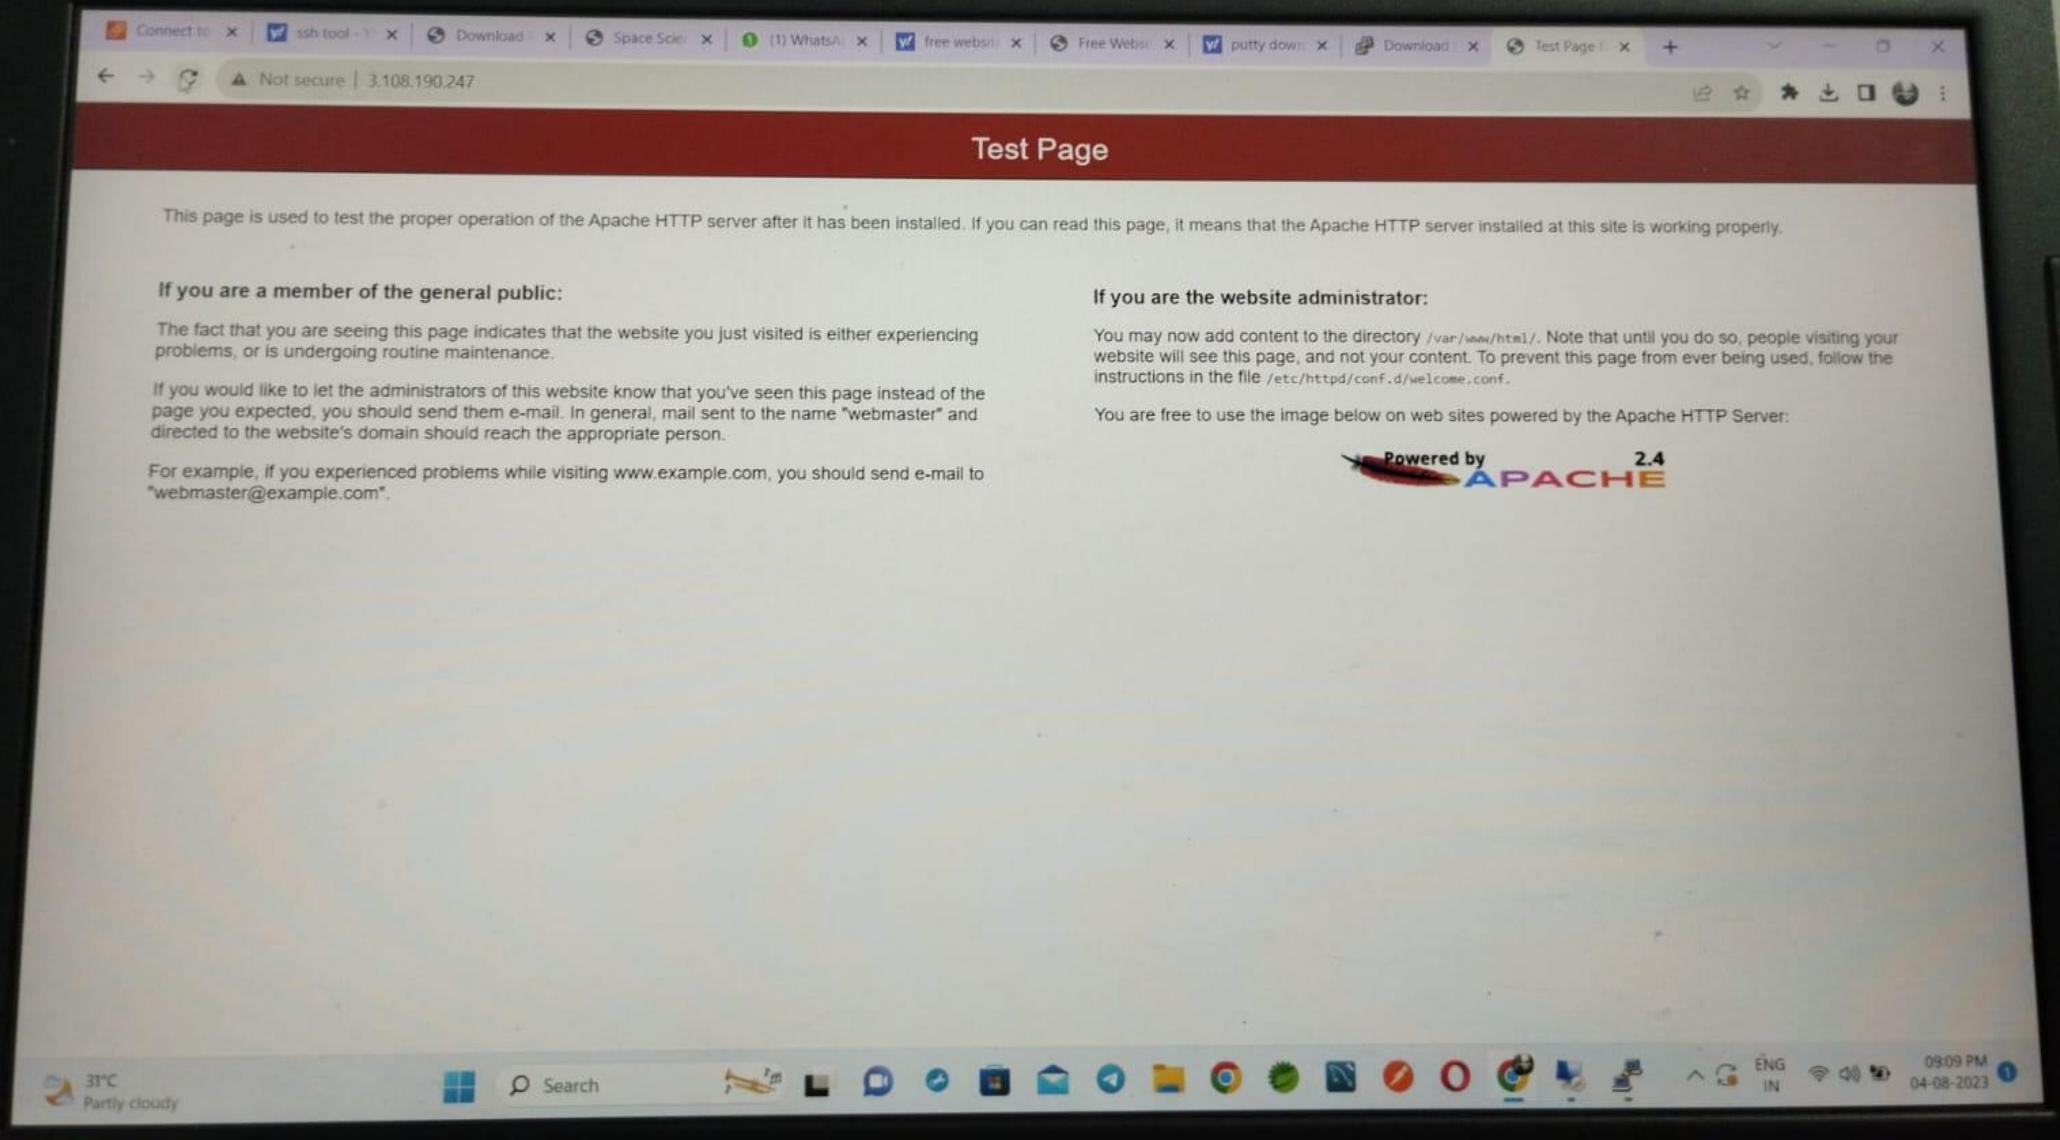 Connect to
ssh tool - Y
Download
Space Scie
(1) WhatsA
free websit
Free Websi
putty down
Download
Test Page f
Not secure | 3.108.190.247
Test Page
This page is used to test the proper operation of the Apache HTTP server after it has been installed. If you can read this page, it means that the Apache HTTP server installed at this site is working properly.
If you are a member of the general public:
The fact that you are seeing this page indicates that the website you just visited is either experiencing
problems, or is undergoing routine maintenance.
If you would like to let the administrators of this website know that you've seen this page instead of the
page you expected, you should send them e-mail. In general, mail sent to the name "webmaster" and
directed to the website's domain should reach the appropriate person.
For example, if you experienced problems while visiting www.example.com, you should send e-mail to
"webmaster@example.com".
If you are the website administrator:
You may now add content to the directory /var/www/html/. Note that until you do so, people visiting your
website will see this page, and not your content. To prevent this page from ever being used, follow the
instructions in the file /etc/httpd/conf.d/welcome.conf.
You are free to use the image below on web sites powered by the Apache HTTP Server:
Powered by 2.4
APACHE
31°C
Partly cloudy
Search
ENG
IN
09:09 PM
04-08-2023
1